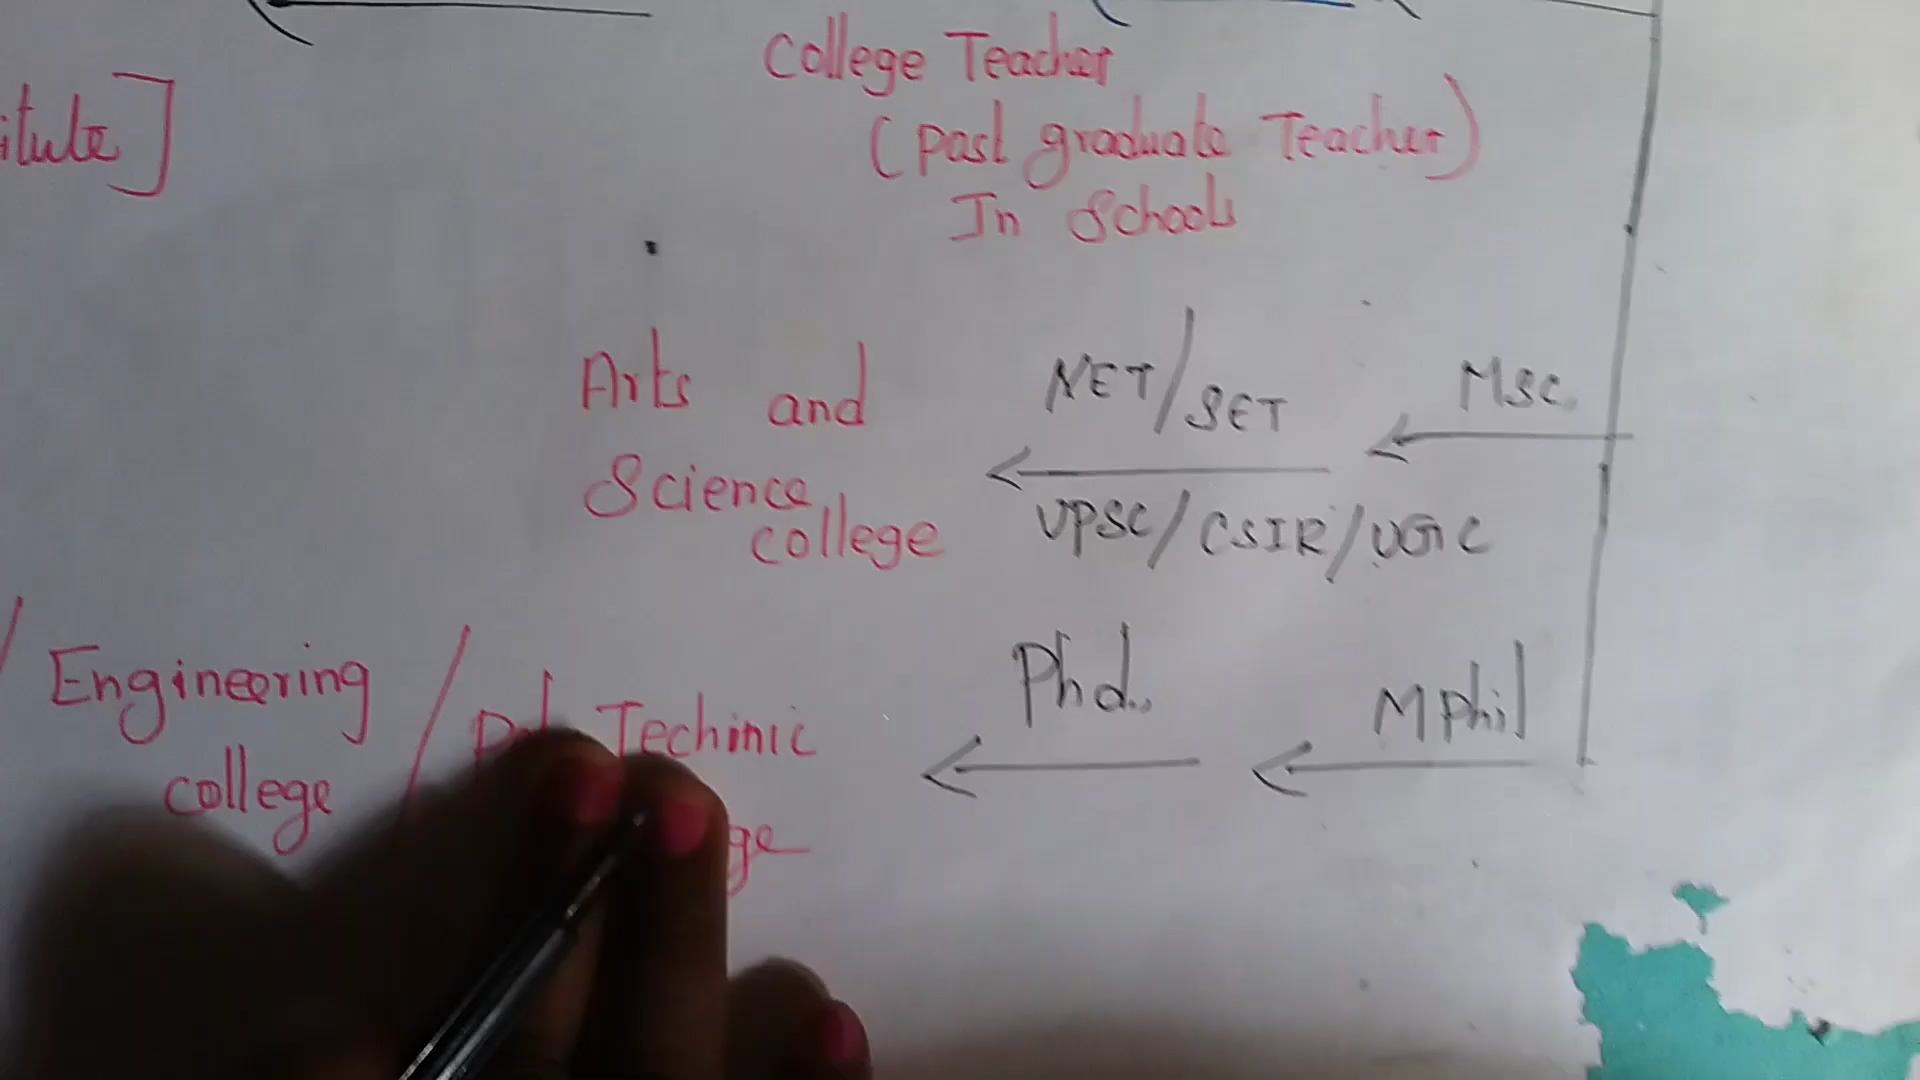 College Teacher
itute]
(post graduate Teacher)
In Schools
Arts and
NET/SET
MSC.
Science
college
UPSC/CSIR/UGC
Phd.,
MPhil
/ Engineering / Techinic
college